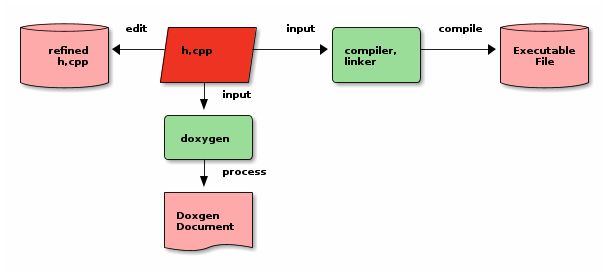 edit
input
compile
refined
h,cpp
h,cpp
compiler,
linker
Executable
File
input
doxygen
process
Doxgen
Document